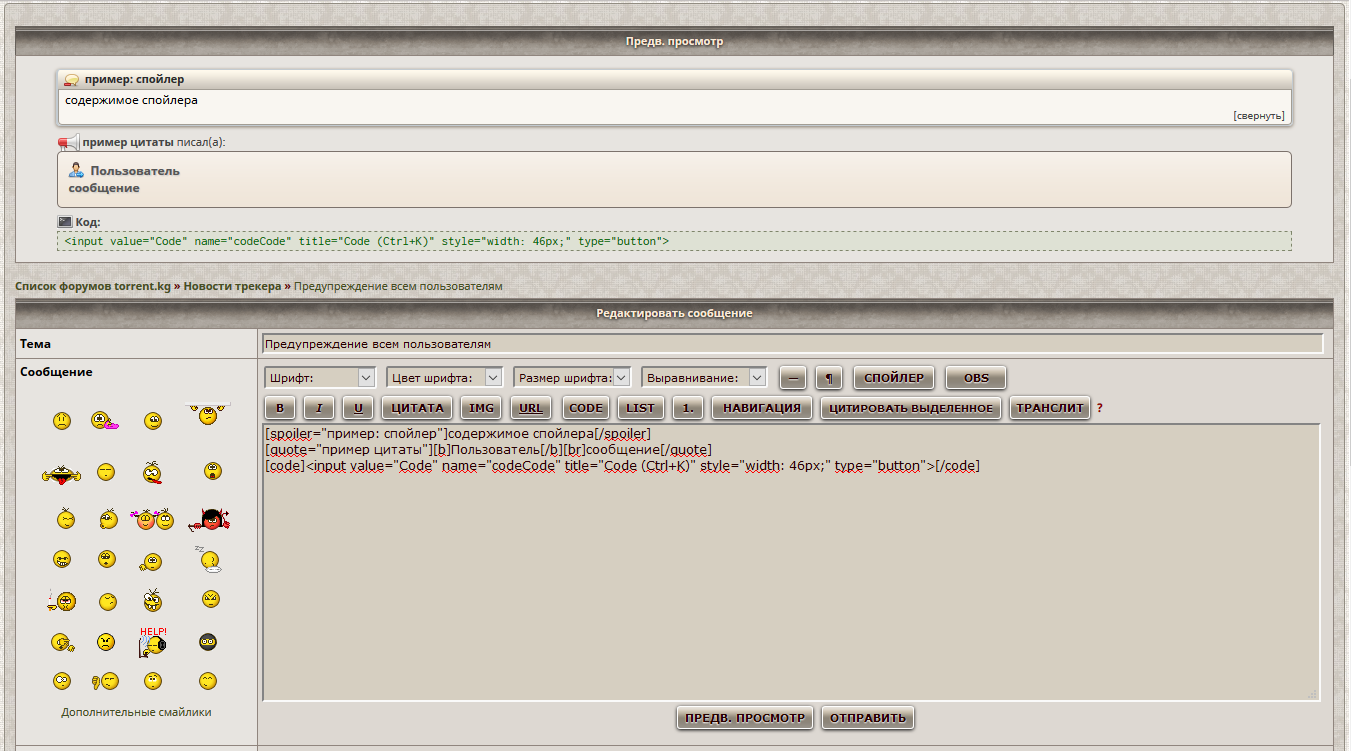 Предв. просмотр
пример: спойлер
содержимое спойлера
[свернуть]
пример цитаты писал(а):
Пользователь
сообщение
Код:
<input value="Code" name="codeCode" title="Code (Ctrl+K)" style="width: 46px;" type="button">
Список форумов torrent.kg » Новости трекера » Предупреждение всем пользователям
Редактировать сообщение
Тема
Предупреждение всем пользователям
Сообщение
Шрифт: Цвет шрифта: Размер шрифта: Выравнивание: — ¶ СПОЙЛЕР OBS
B I U ЦИТАТА IMG URL CODE LIST 1. НАВИГАЦИЯ ЦИТИРОВАТЬ ВЫДЕЛЕННОЕ ТРАНСЛИТ ?
[spoiler="пример: спойлер"]содержимое спойлера[/spoiler]
[quote="пример цитаты"][b]Пользователь[/b][br]сообщение[/quote]
[code]<input value="Code" name="codeCode" title="Code (Ctrl+K)" style="width: 46px;" type="button">[/code]
zz
HELP!
Дополнительные смайлики
ПРЕДВ. ПРОСМОТР ОТПРАВИТЬ